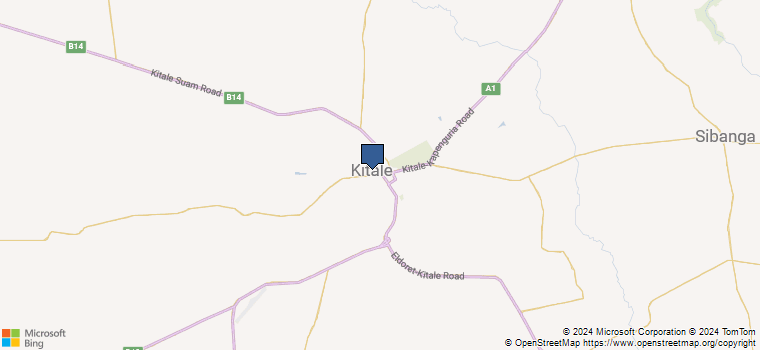 B14
Kitale Suam Road
B14
A1
Kitale-Kapenguria Road
Sibanga
Kitale
Eldoret-Kitale Road
Microsoft
Bing
© 2024 Microsoft Corporation © 2024 TomTom
© OpenStreetMap https://www.openstreetmap.org/copyright